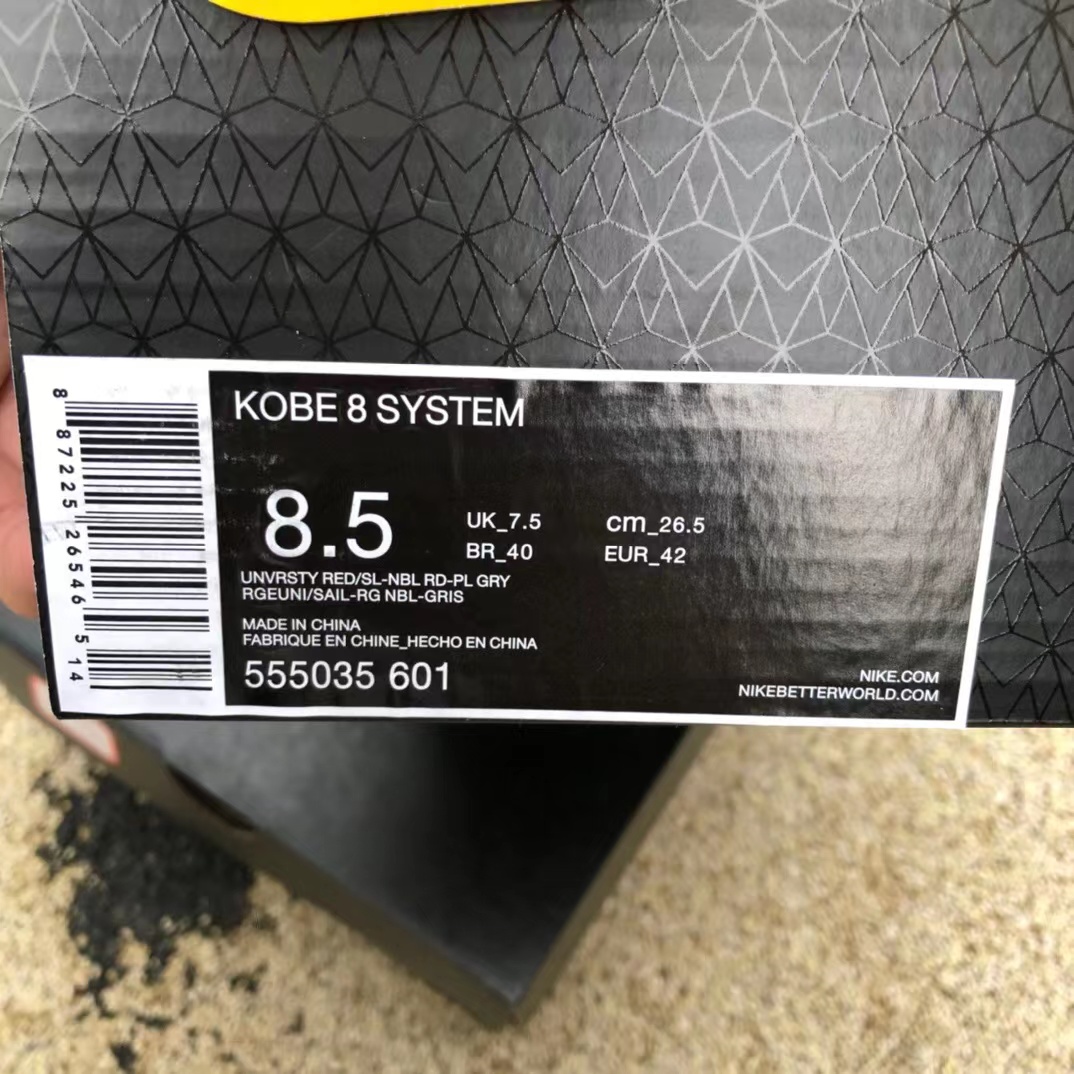 KOBE 8 SYSTEM
8.5
UK_7.5
cm_26.5
BR_40
EUR_42
UNVRSTY RED/SL-NBL RD-PL GRY
RGEUNI/SAIL-RG NBL-GRIS
MADE IN CHINA
FABRIQUE EN CHINE_HECHO EN CHINA
555035 601
NIKE.COM
NIKEBETTERWORLD.COM
8 87225 26546 5 14